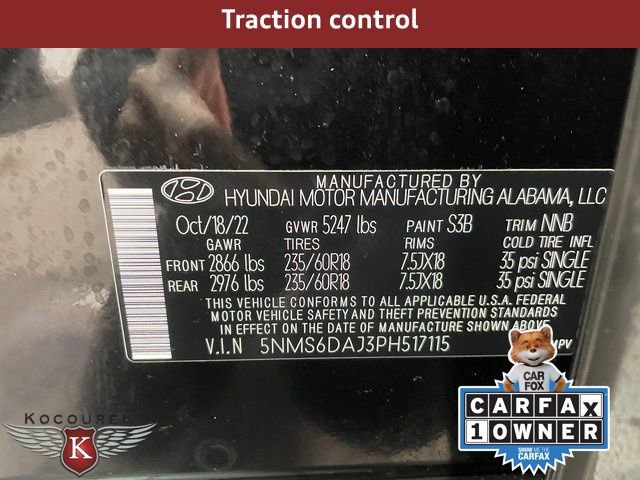 Traction control
MANUFACTURED BY
HYUNDAI MOTOR MANUFACTURING ALABAMA, LLC
Oct/18/22 GVWR 5247 lbs PAINT S3B TRIM NNB
GAWR TIRES RIMS COLD TIRE INFL
FRONT 2866 lbs 235/60R18 7.5JX18 35 psi SINGLE
REAR 2976 lbs 235/60R18 7.5JX18 35 psi SINGLE
THIS VEHICLE CONFORMS TO ALL APPLICABLE U.S.A. FEDERAL
MOTOR VEHICLE SAFETY AND THEFT PREVENTION STANDARDS
IN EFFECT ON THE DATE OF MANUFACTURE SHOWN ABOVE.
V.I.N 5NMS6DAJ3PH517115 MPV
CAR
FOX
KOCOUREK
K
CARFAX
1 OWNER
SHOW ME THE
CARFAX